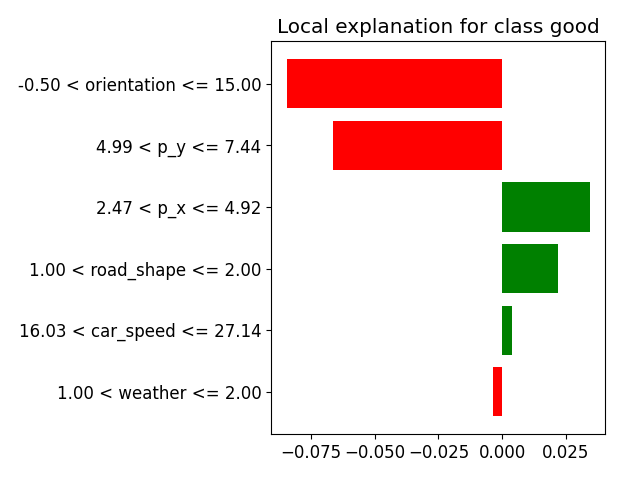 Local explanation for class good
-0.50 < orientation <= 15.00
4.99 < p_y <= 7.44
2.47 < p_x <= 4.92
1.00 < road_shape <= 2.00
16.03 < car_speed <= 27.14
1.00 < weather <= 2.00
−0.075 −0.050 −0.025 0.000 0.025